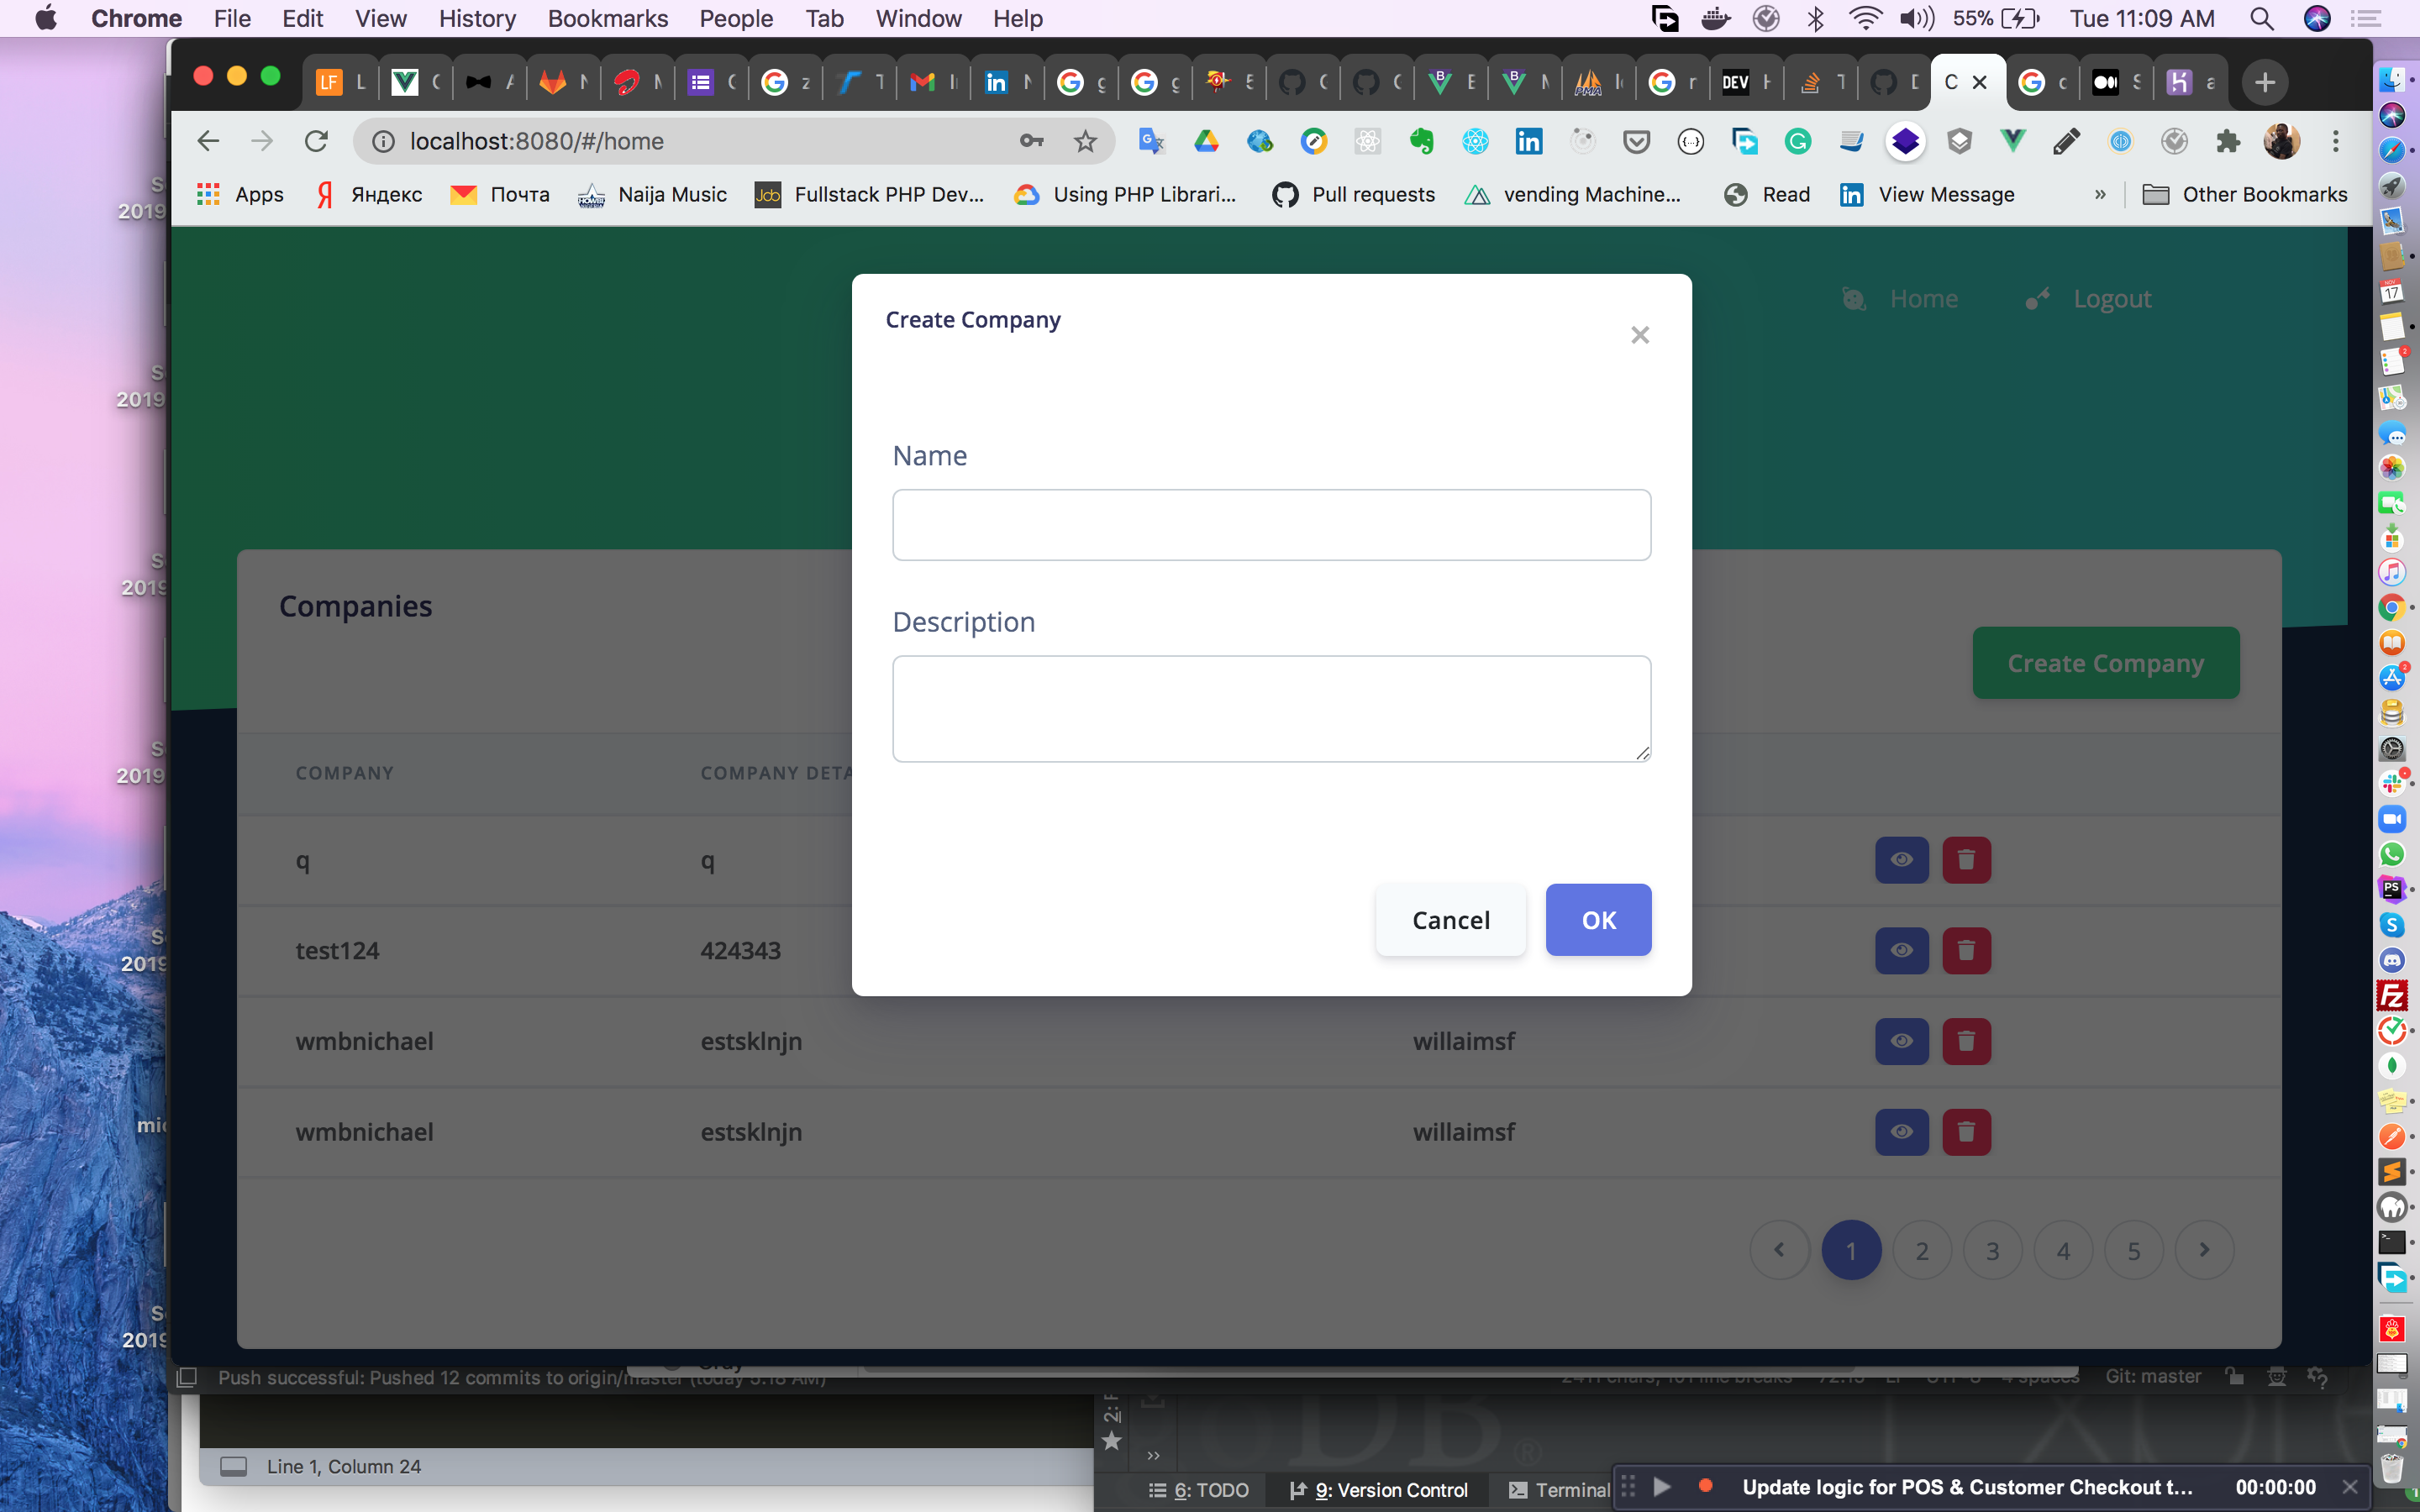 Chrome File Edit View History Bookmarks People Tab Window Help 55% Tue 11:09 AM
localhost:8080/#/home
Apps Яндекс Почта Naija Music Fullstack PHP Dev... Using PHP Librari... Pull requests vending Machine... Read View Message » Other Bookmarks
Home Logout
Create Company
×
Name
Description
Cancel OK
Companies
Create Company
COMPANY COMPANY DETA
q q
test124 424343
wmbnichael estsklnjn willaimsf
wmbnichael estsklnjn willaimsf
1 2 3 4 5
Push successful: Pushed 12 commits to origin/master (today 5:18 AM)
Git: master
Line 1, Column 24
6: TODO 9: Version Control Terminal
Update logic for POS & Customer Checkout t... 00:00:00